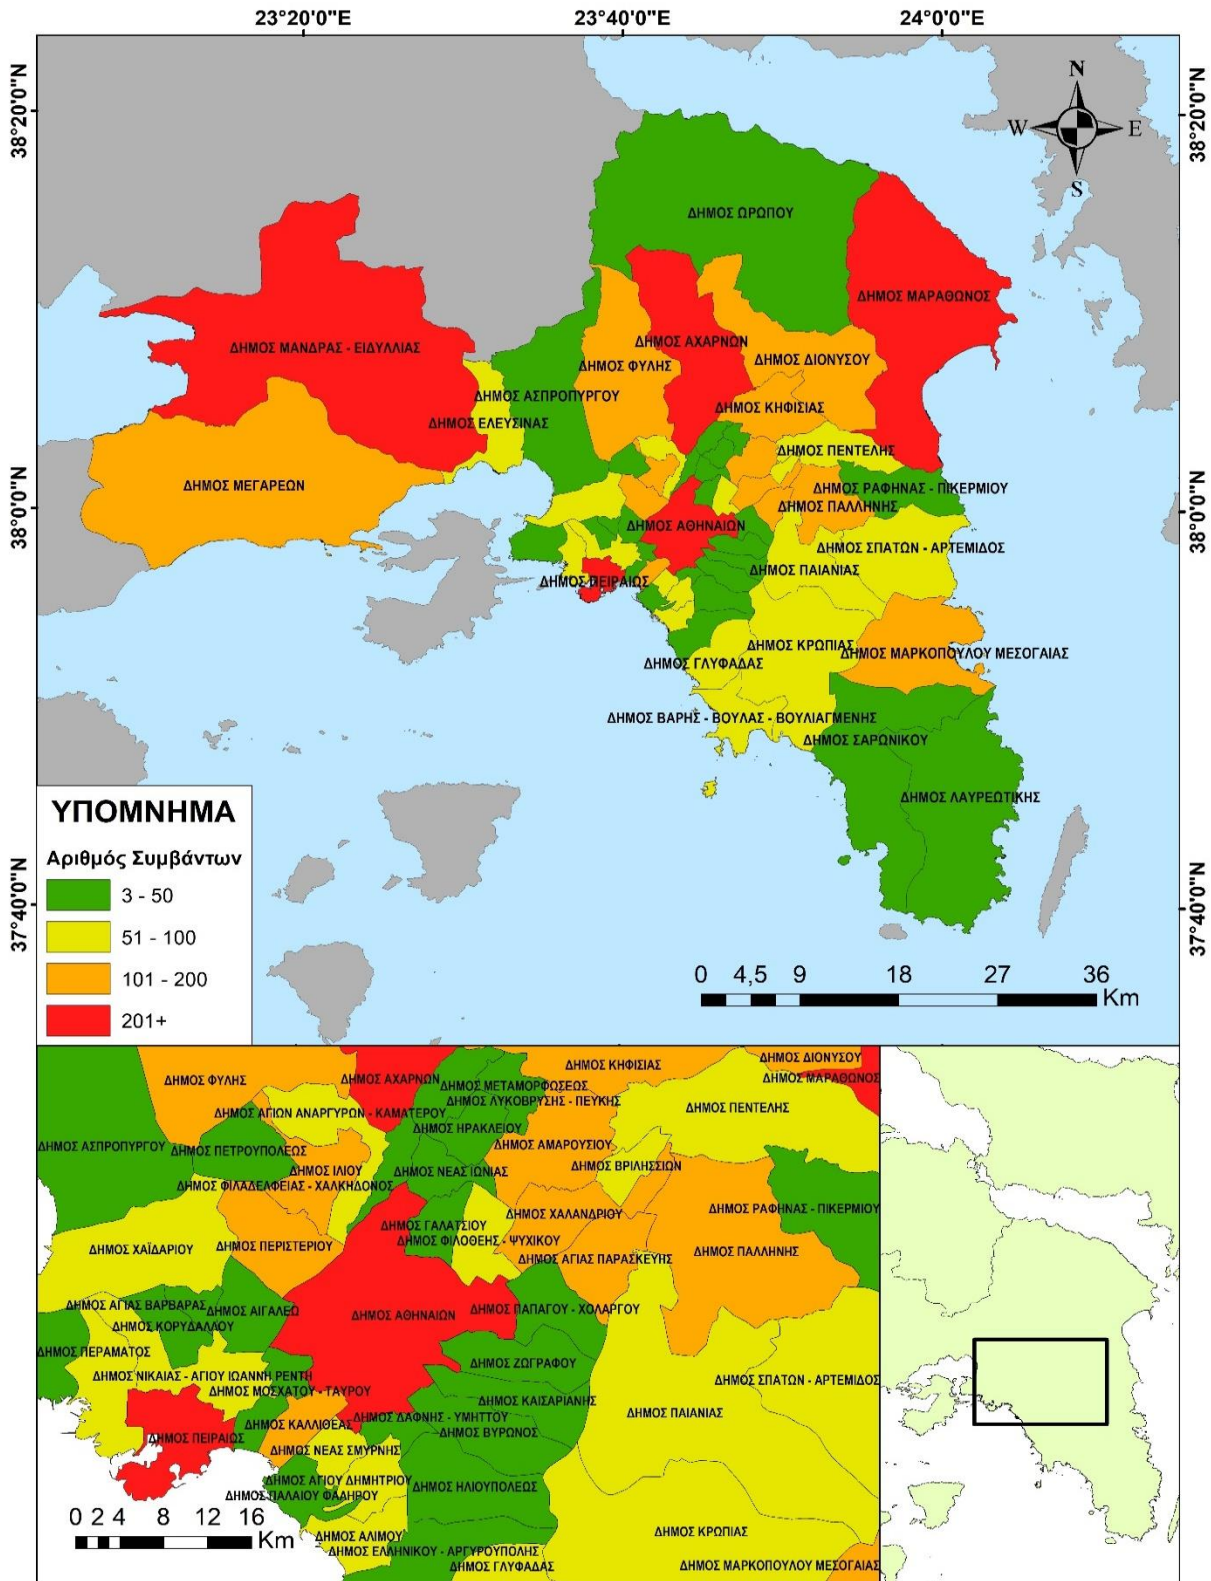 23°20'0"E
23°40'0"E
24°0'0"E
38°20'0"N
38°20'0"N
N
W
E
S
ΔΗΜΟΣ ΩΡΩΠΟΥ
ΔΗΜΟΣ ΜΑΡΑΘΩΝΟΣ
ΔΗΜΟΣ ΜΑΝΔΡΑΣ - ΕΙΔΥΛΛΙΑΣ
ΔΗΜΟΣ ΑΧΑΡΝΩΝ
ΔΗΜΟΣ ΦΥΛΗΣ
ΔΗΜΟΣ ΔΙΟΝΥΣΟΥ
ΔΗΜΟΣ ΑΣΠΡΟΠΥΡΓΟΥ
ΔΗΜΟΣ ΚΗΦΙΣΙΑΣ
ΔΗΜΟΣ ΕΛΕΥΣΙΝΑΣ
ΔΗΜΟΣ ΠΕΝΤΕΛΗΣ
ΔΗΜΟΣ ΜΕΓΑΡΕΩΝ
ΔΗΜΟΣ ΡΑΦΗΝΑΣ - ΠΙΚΕΡΜΙΟΥ
ΔΗΜΟΣ ΠΑΛΛΗΝΗΣ
38°0'0"N
38°0'0"N
ΔΗΜΟΣ ΑΘΗΝΑΙΩΝ
ΔΗΜΟΣ ΣΠΑΤΩΝ - ΑΡΤΕΜΙΔΟΣ
ΔΗΜΟΣ ΠΑΙΑΝΙΑΣ
ΔΗΜΟΣ ΠΕΙΡΑΙΩΣ
ΔΗΜΟΣ ΚΡΩΠΙΑΣ
ΔΗΜΟΣ ΜΑΡΚΟΠΟΥΛΟΥ ΜΕΣΟΓΑΙΑΣ
ΔΗΜΟΣ ΓΛΥΦΑΔΑΣ
ΔΗΜΟΣ ΒΑΡΗΣ - ΒΟΥΛΑΣ - ΒΟΥΛΙΑΓΜΕΝΗΣ
ΔΗΜΟΣ ΣΑΡΩΝΙΚΟΥ
ΔΗΜΟΣ ΛΑΥΡΕΩΤΙΚΗΣ
ΥΠΟΜΝΗΜΑ
Αριθμός Συμβάντων
3 - 50
51 - 100
101 - 200
201+
37°40'0"N
37°40'0"N
0 4,5 9 18 27 36
Km
ΔΗΜΟΣ ΦΥΛΗΣ
ΔΗΜΟΣ ΑΧΑΡΝΩΝ
ΔΗΜΟΣ ΚΗΦΙΣΙΑΣ
ΔΗΜΟΣ ΔΙΟΝΥΣΟΥ
ΔΗΜΟΣ ΜΑΡΑΘΩΝΟΣ
ΔΗΜΟΣ ΜΕΤΑΜΟΡΦΩΣΕΩΣ
ΔΗΜΟΣ ΛΥΚΟΒΡΥΣΗΣ - ΠΕΥΚΗΣ
ΔΗΜΟΣ ΠΕΝΤΕΛΗΣ
ΔΗΜΟΣ ΑΓΙΩΝ ΑΝΑΡΓΥΡΩΝ - ΚΑΜΑΤΕΡΟΥ
ΔΗΜΟΣ ΗΡΑΚΛΕΙΟΥ
ΔΗΜΟΣ ΑΣΠΡΟΠΥΡΓΟΥ
ΔΗΜΟΣ ΠΕΤΡΟΥΠΟΛΕΩΣ
ΔΗΜΟΣ ΑΜΑΡΟΥΣΙΟΥ
ΔΗΜΟΣ ΙΛΙΟΥ
ΔΗΜΟΣ ΝΕΑΣ ΙΩΝΙΑΣ
ΔΗΜΟΣ ΒΡΙΛΗΣΣΙΩΝ
ΔΗΜΟΣ ΦΙΛΑΔΕΛΦΕΙΑΣ - ΧΑΛΚΗΔΟΝΟΣ
ΔΗΜΟΣ ΡΑΦΗΝΑΣ - ΠΙΚΕΡΜΙΟΥ
ΔΗΜΟΣ ΧΑΛΑΝΔΡΙΟΥ
ΔΗΜΟΣ ΓΑΛΑΤΣΙΟΥ
ΔΗΜΟΣ ΦΙΛΟΘΕΗΣ - ΨΥΧΙΚΟΥ
ΔΗΜΟΣ ΧΑΪΔΑΡΙΟΥ
ΔΗΜΟΣ ΠΕΡΙΣΤΕΡΙΟΥ
ΔΗΜΟΣ ΠΑΛΛΗΝΗΣ
ΔΗΜΟΣ ΑΓΙΑΣ ΠΑΡΑΣΚΕΥΗΣ
ΔΗΜΟΣ ΑΓΙΑΣ ΒΑΡΒΑΡΑΣ
ΔΗΜΟΣ ΑΙΓΑΛΕΩ
ΔΗΜΟΣ ΑΘΗΝΑΙΩΝ
ΔΗΜΟΣ ΠΑΠΑΓΟΥ - ΧΟΛΑΡΓΟΥ
ΔΗΜΟΣ ΚΟΡΥΔΑΛΛΟΥ
ΔΗΜΟΣ ΠΕΡΑΜΑΤΟΣ
ΔΗΜΟΣ ΖΩΓΡΑΦΟΥ
ΔΗΜΟΣ ΝΙΚΑΙΑΣ - ΑΓΙΟΥ ΙΩΑΝΝΗ ΡΕΝΤΗ
ΔΗΜΟΣ ΣΠΑΤΩΝ - ΑΡΤΕΜΙΔΟΣ
ΔΗΜΟΣ ΜΟΣΧΑΤΟΥ - ΤΑΥΡΟΥ
ΔΗΜΟΣ ΚΑΙΣΑΡΙΑΝΗΣ
ΔΗΜΟΣ ΠΑΙΑΝΙΑΣ
ΔΗΜΟΣ ΔΑΦΝΗΣ - ΥΜΗΤΤΟΥ
ΔΗΜΟΣ ΚΑΛΛΙΘΕΑΣ
ΔΗΜΟΣ ΒΥΡΩΝΟΣ
ΔΗΜΟΣ ΠΕΙΡΑΙΩΣ
ΔΗΜΟΣ ΝΕΑΣ ΣΜΥΡΝΗΣ
ΔΗΜΟΣ ΑΓΙΟΥ ΔΗΜΗΤΡΙΟΥ
ΔΗΜΟΣ ΗΛΙΟΥΠΟΛΕΩΣ
ΔΗΜΟΣ ΠΑΛΑΙΟΥ ΦΑΛΗΡΟΥ
ΔΗΜΟΣ ΑΛΙΜΟΥ
ΔΗΜΟΣ ΚΡΩΠΙΑΣ
ΔΗΜΟΣ ΕΛΛΗΝΙΚΟΥ - ΑΡΓΥΡΟΥΠΟΛΗΣ
ΔΗΜΟΣ ΓΛΥΦΑΔΑΣ
ΔΗΜΟΣ ΜΑΡΚΟΠΟΥΛΟΥ ΜΕΣΟΓΑΙΑΣ
0 2 4 8 12 16
Km